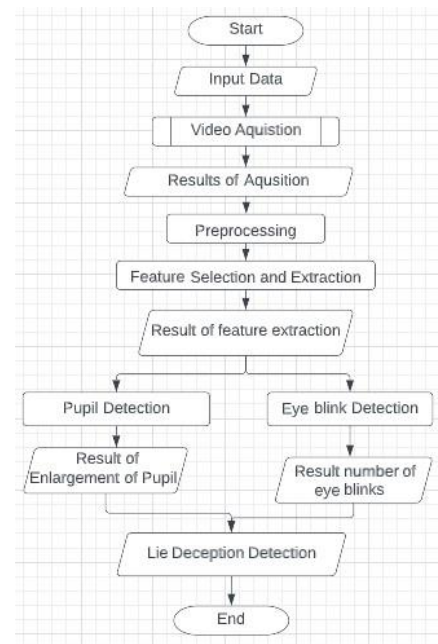 Start
Input Data
Video Aquistion
Results of Aqusition
Preprocessing
Feature Selection and Extraction
Result of feature extraction
Pupil Detection
Eye blink Detection
Result of
Enlargement of Pupil
Result number of
eye blinks
Lie Deception Detection
End